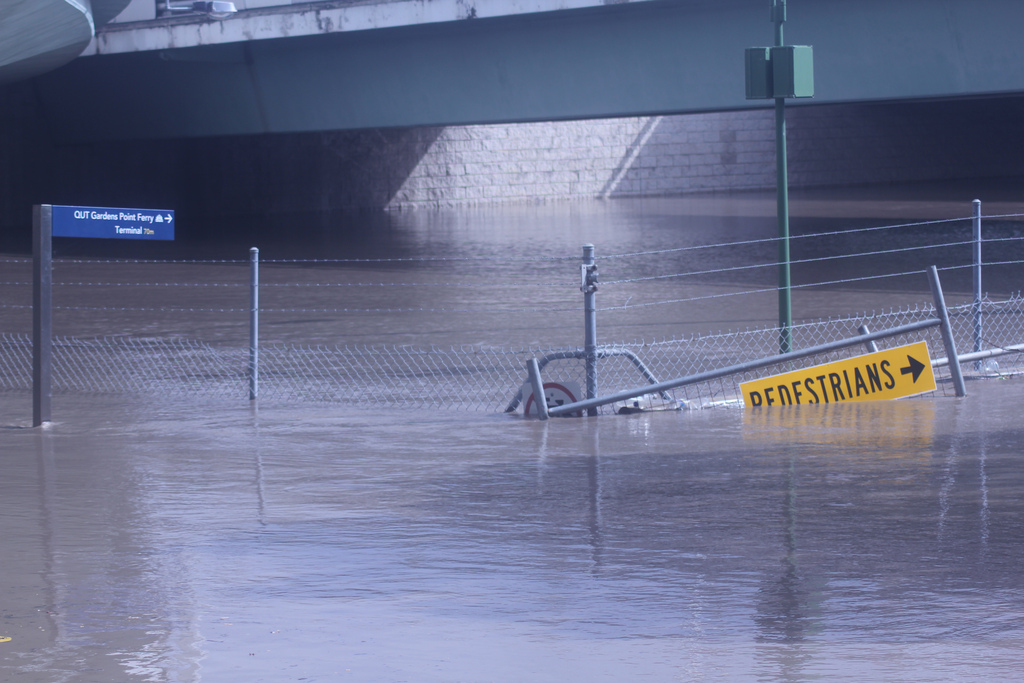 QUT Gardens Point Ferry
Terminal 70m
PEDESTRIANS